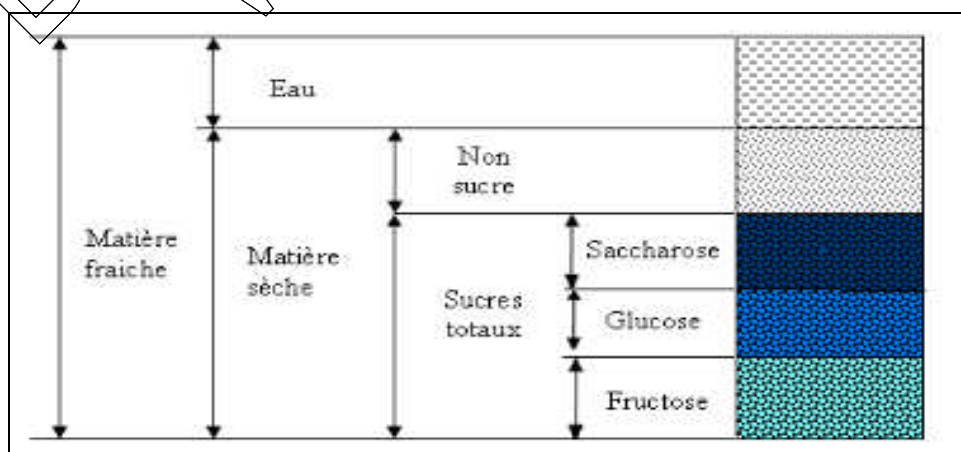 Eau
Non
sucre
Matière
fraiche
Matière
sèche
Saccharose
Sucres
totaux
Glucose
Fructose